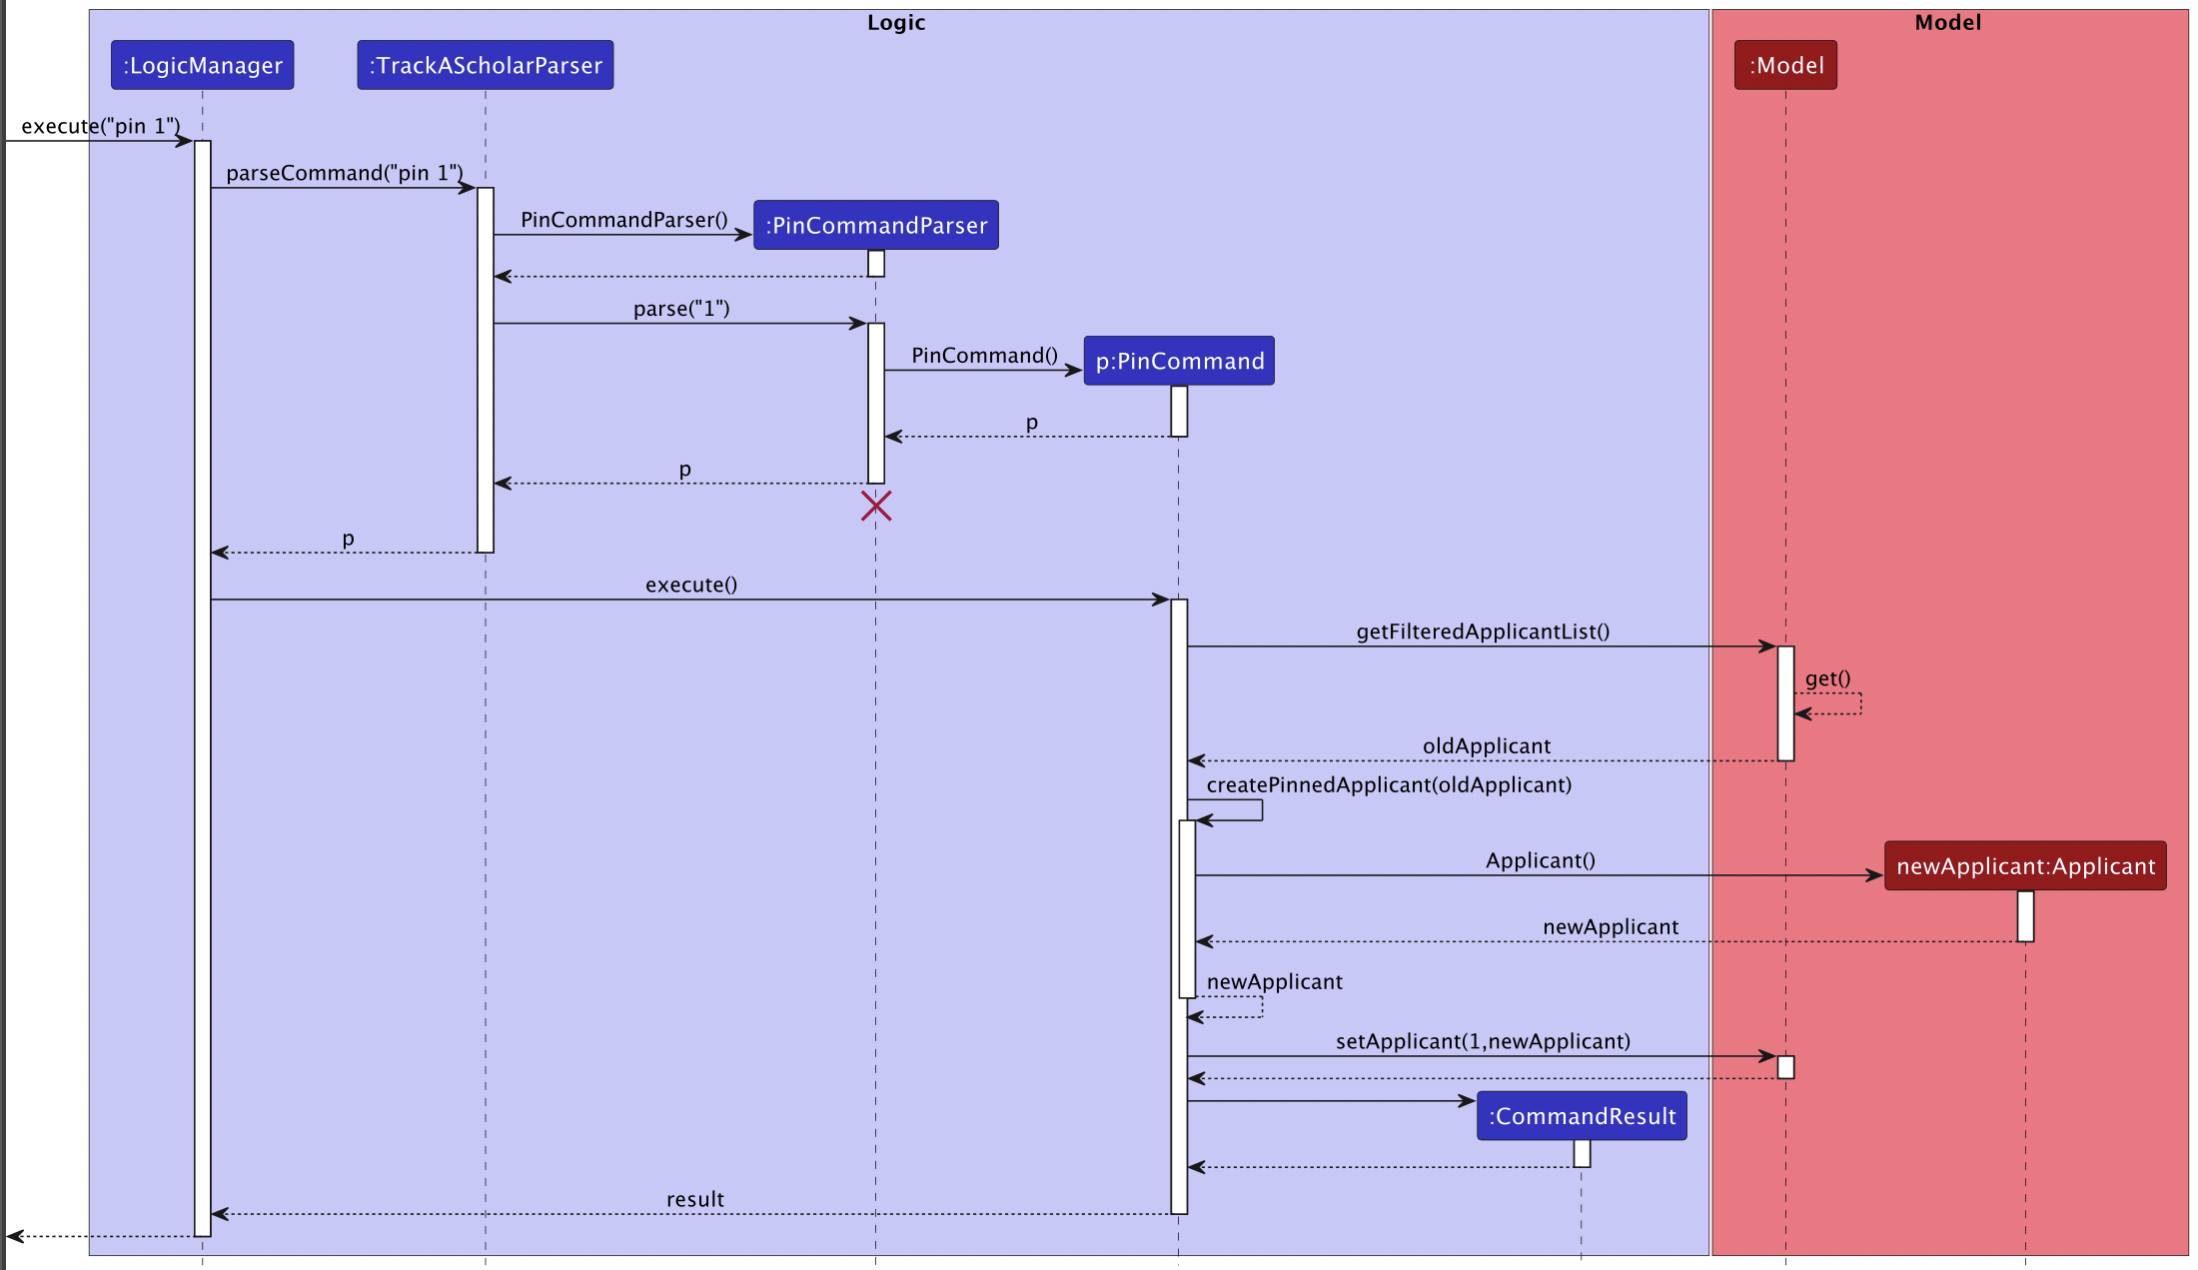 Logic
Model
:LogicManager
:TrackAScholarParser
:Model
execute("pin 1")
parseCommand("pin 1")
PinCommandParser()
:PinCommandParser
parse("1")
PinCommand()
p:PinCommand
p
p
p
execute()
getFilteredApplicantList()
get()
oldApplicant
createPinnedApplicant(oldApplicant)
Applicant()
newApplicant:Applicant
newApplicant
newApplicant
setApplicant(1,newApplicant)
:CommandResult
result